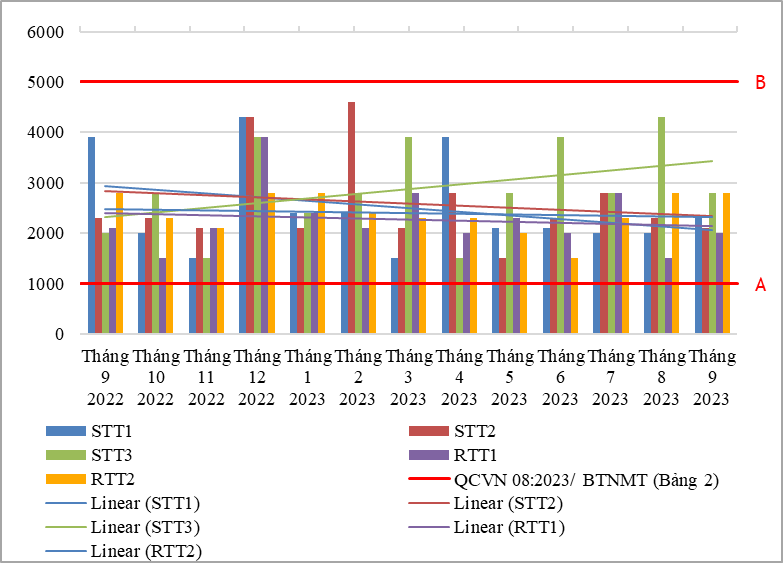 6000
5000
4000
3000
2000
1000
0
B
A
Tháng Tháng Tháng Tháng Tháng Tháng Tháng Tháng Tháng Tháng Tháng Tháng Tháng
9 10 11 12 1 2 3 4 5 6 7 8 9
2022 2022 2022 2022 2023 2023 2023 2023 2023 2023 2023 2023 2023
STT1 STT2
STT3 RTT1
RTT2 QCVN 08:2023/ BTNMT (Bảng 2)
Linear (STT1) Linear (STT2)
Linear (STT3) Linear (RTT1)
Linear (RTT2)